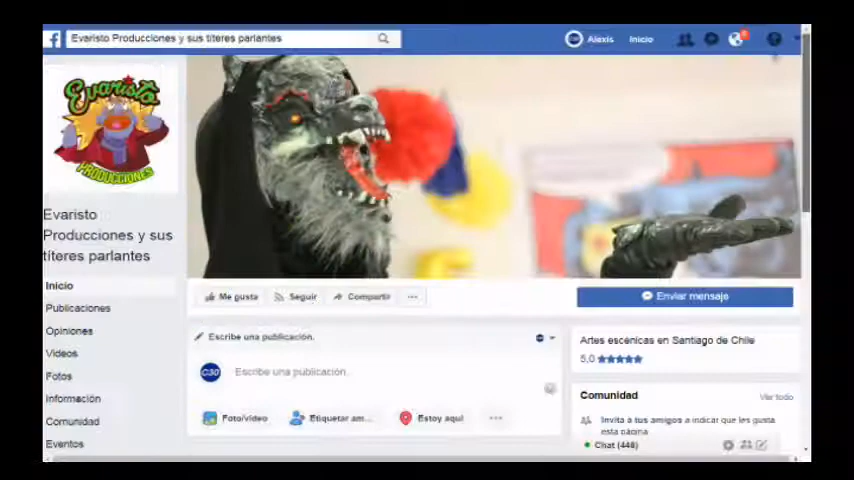 Evaristo Producciones y sus títeres parlantes
Alexis
Inicio
Evaristo
PRODUCCIONES
Evaristo
Producciones y sus
títeres parlantes
Inicio
Publicaciones
Opiniones
Videos
Fotos
Información
Comunidad
Eventos
Me gusta
Seguir
Compartir
Enviar mensaje
Escribe una publicación.
C30
Escribe una publicación.
Foto/video
Etiquetar am...
Estoy aquí
Artes escénicas en Santiago de Chile
5,0
Comunidad
Ver todo
Invita a tus amigos a indicar que les gusta
esta página
Chat (448)